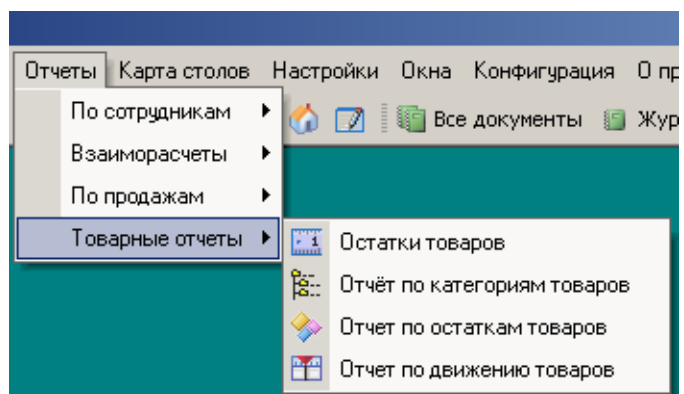 Отчеты Карта столов Настройки Окна Конфигурация О
По сотрудникам
Все документы
Взаиморасчеты
По продажам
Товарные отчеты
Остатки товаров
Отчёт по категориям товаров
Отчет по остаткам товаров
Отчет по движению товаров